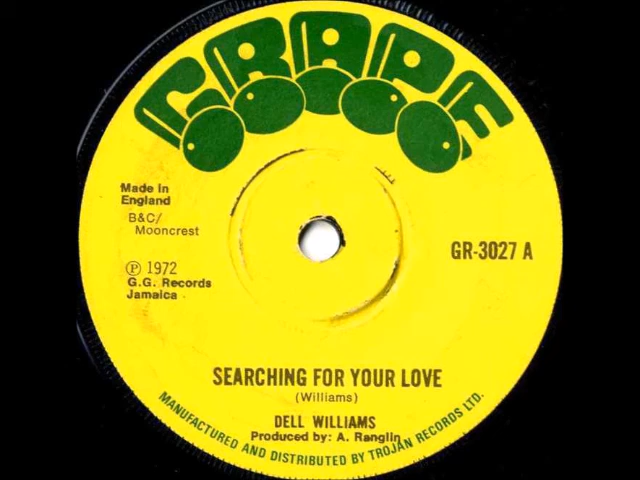 GRAPE
Made In
England
B&C/
Mooncrest
GR-3027 A
℗ 1972
G.G. Records
Jamaica
SEARCHING FOR YOUR LOVE
(Williams)
DELL WILLIAMS
Produced by: A. Ranglin
MANUFACTURED AND DISTRIBUTED BY TROJAN RECORDS LTD.